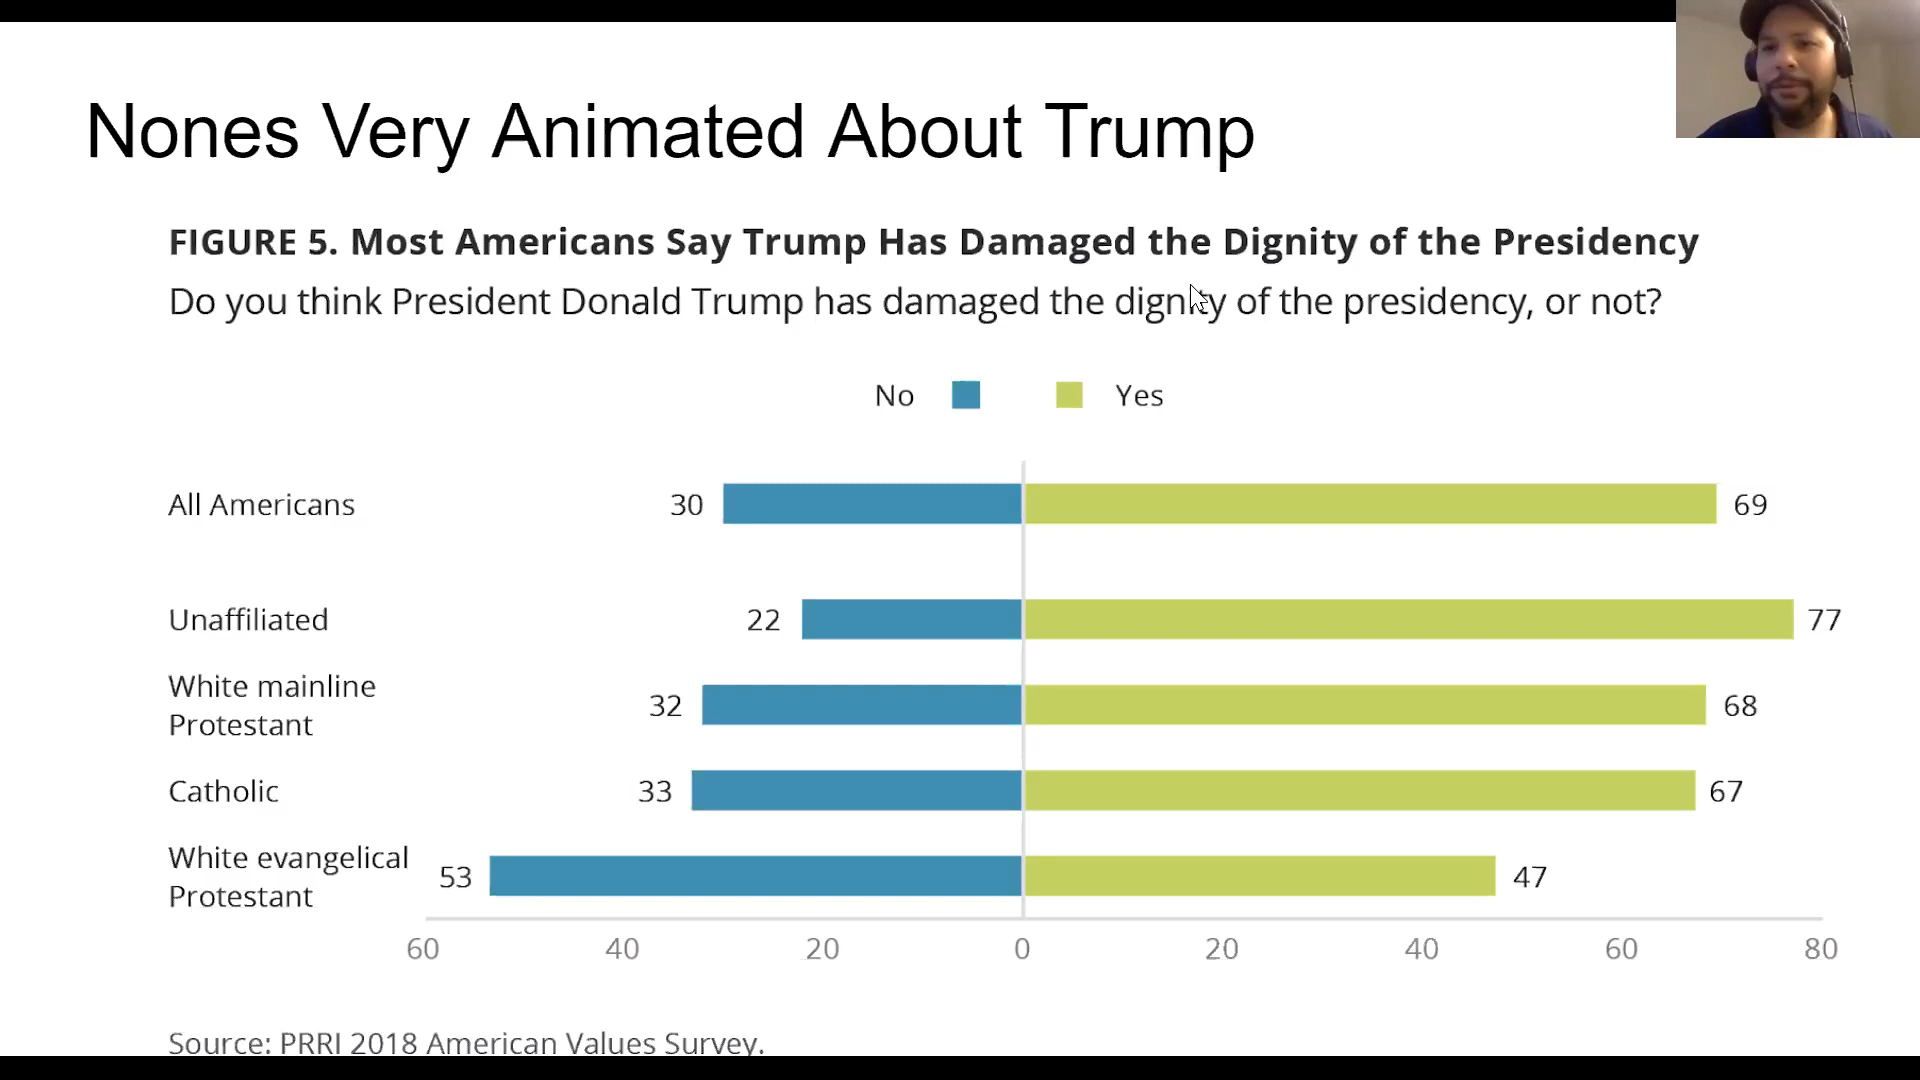 Nones Very Animated About Trump
FIGURE 5. Most Americans Say Trump Has Damaged the Dignity of the Presidency
Do you think President Donald Trump has damaged the dignity of the presidency, or not?
No Yes
All Americans 30 69
Unaffiliated 22 77
White mainline
Protestant 32 68
Catholic 33 67
White evangelical
Protestant 53 47
60 40 20 0 20 40 60 80
Source: PRRI 2018 American Values Survey.